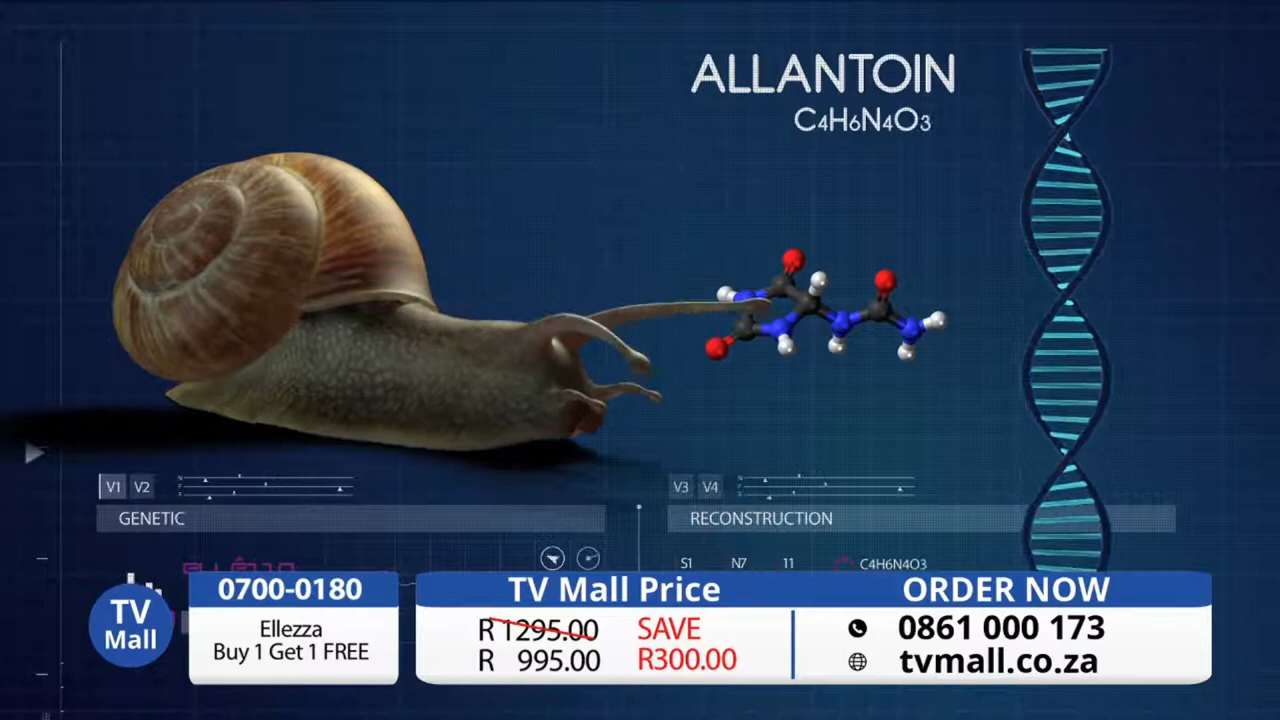 ALLANTOIN
C4H6N4O3
V1 V2
V3 V4
GENETIC
RECONSTRUCTION
S1 N7 11 C4H6N4O3
TV
Mall
0700-0180
Ellezza
Buy 1 Get 1 FREE
TV Mall Price
R 1295.00 SAVE
R 995.00 R300.00
ORDER NOW
0861 000 173
tvmall.co.za